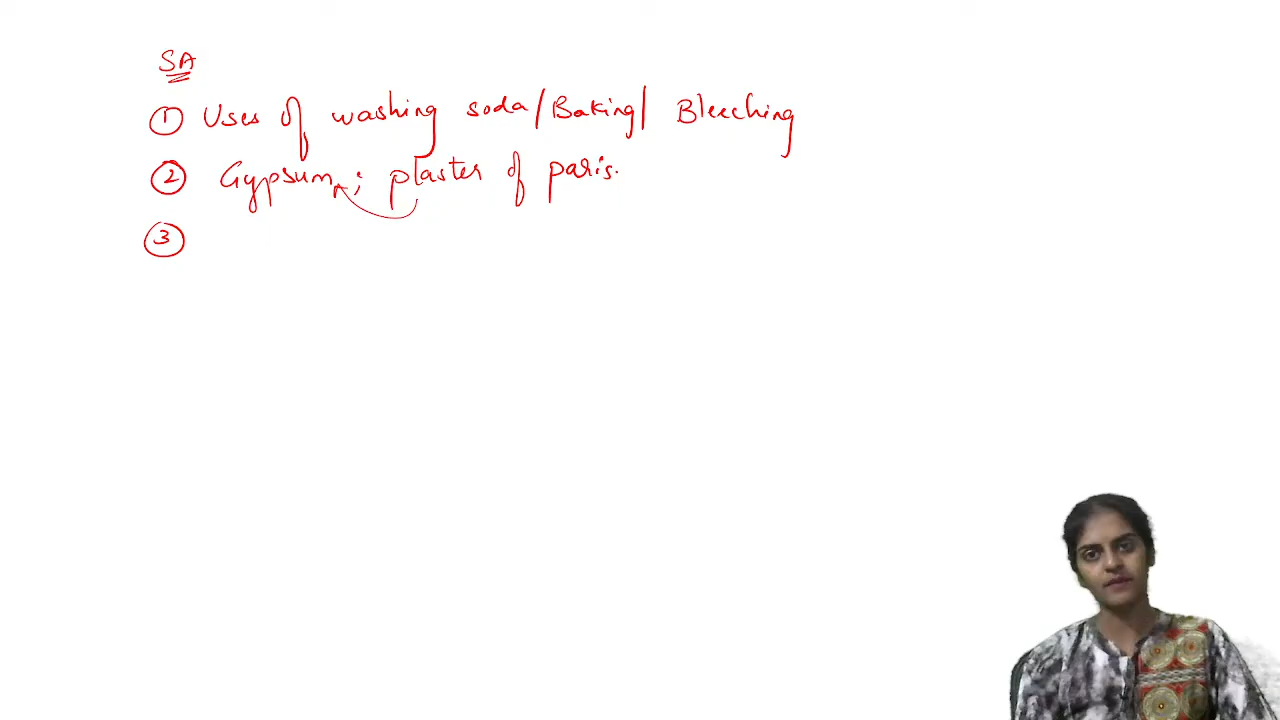 SA
① Uses of washing soda/Baking/ Bleeching
② Gypsum ; plaster of paris.
③